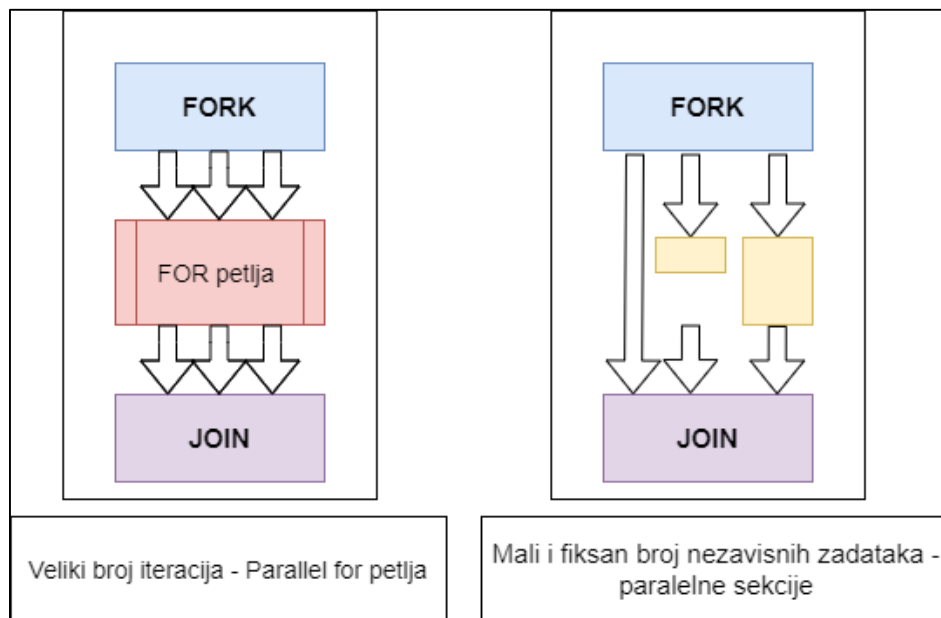 FORK
FOR petlja
JOIN
Veliki broj iteracija - Parallel for petlja
FORK
JOIN
Mali i fiksan broj nezavisnih zadataka -
paralelne sekcije